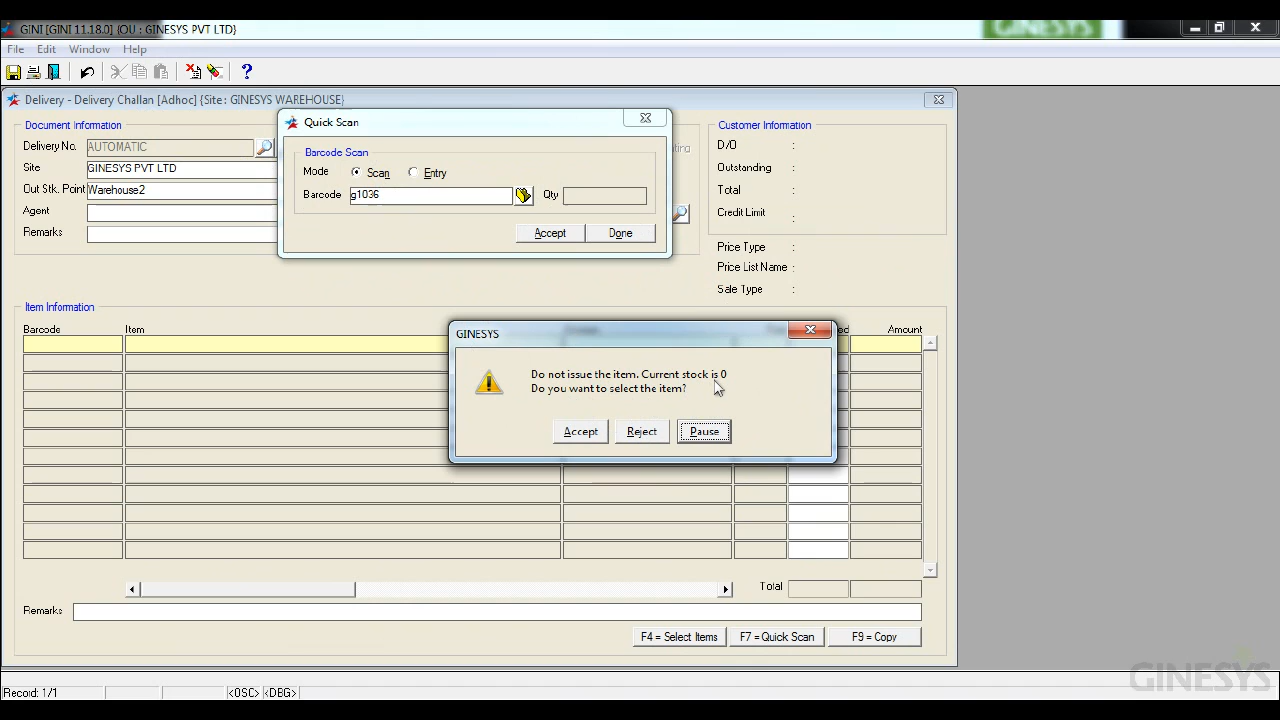 GINESYS
GINI [GINI 11.18.0] {OU : GINESYS PVT LTD}
File Edit Window Help
Delivery - Delivery Challan [Adhoc] {Site : GINESYS WAREHOUSE}
Quick Scan
Document Information
Customer Information
Delivery No. AUTOMATIC
D/O :
Barcode Scan
Site GINESYS PVT LTD
Outstanding :
Mode Scan Entry
Out Stk. Point Warehouse2
Total :
Barcode g1036 Qty
Agent
Credit Limit :
Remarks
Accept Done
Price Type :
Price List Name :
Sale Type :
Item Information
Barcode Item Amount
GINESYS
Do not issue the item. Current stock is 0
Do you want to select the item?
Accept Reject Pause
Total
Remarks
F4 = Select Items F7 = Quick Scan F9 = Copy
Record: 1/1 <OSC> <DBG>
GINESYS